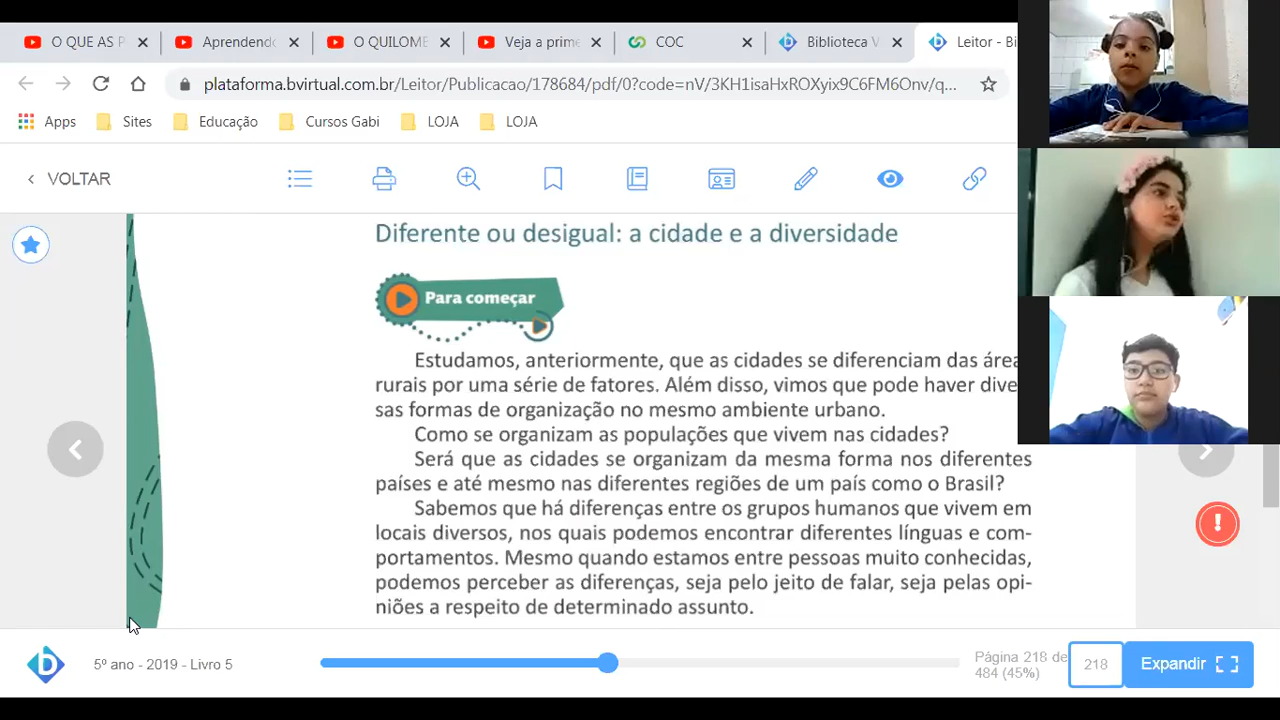 O QUE AS P
Aprendendo
O QUILOME
Veja a prime
COC
Biblioteca V
Leitor - Bi
plataforma.bvirtual.com.br/Leitor/Publicacao/178684/pdf/0?code=nV/3KH1isaHxROXyix9C6FM6Onv/q...
Apps
Sites
Educação
Cursos Gabi
LOJA
LOJA
VOLTAR
Diferente ou desigual: a cidade e a diversidade
Para começar
Estudamos, anteriormente, que as cidades se diferenciam das área
rurais por uma série de fatores. Além disso, vimos que pode haver dive
sas formas de organização no mesmo ambiente urbano.
Como se organizam as populações que vivem nas cidades?
Será que as cidades se organizam da mesma forma nos diferentes
países e até mesmo nas diferentes regiões de um país como o Brasil?
Sabemos que há diferenças entre os grupos humanos que vivem em
locais diversos, nos quais podemos encontrar diferentes línguas e com-
portamentos. Mesmo quando estamos entre pessoas muito conhecidas,
podemos perceber as diferenças, seja pelo jeito de falar, seja pelas opi-
niões a respeito de determinado assunto.
5º ano - 2019 - Livro 5
Página 218 de
484 (45%)
218
Expandir